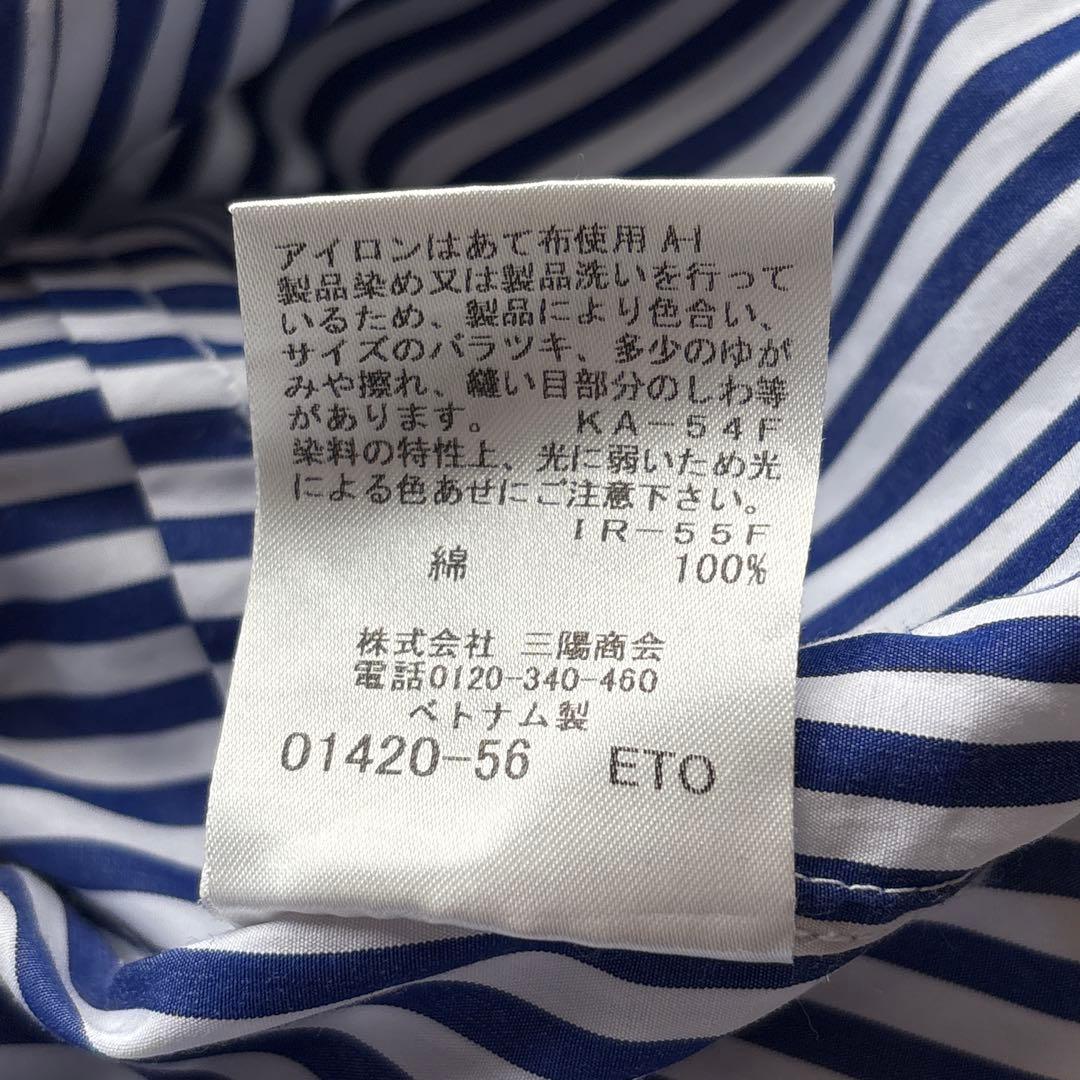 アイロンはあて布使用 A-I
製品染め又は製品洗いを行って
いるため、製品により色合い、
サイズのバラツキ、多少のゆが
みや擦れ、縫い目部分のしわ等
があります。 KA-54F
染料の特性上、光に弱いため光
による色あせにご注意下さい。
IR-55F
綿 100%
株式会社 三陽商会
電話0120-340-460
ベトナム製
01420-56 ETO